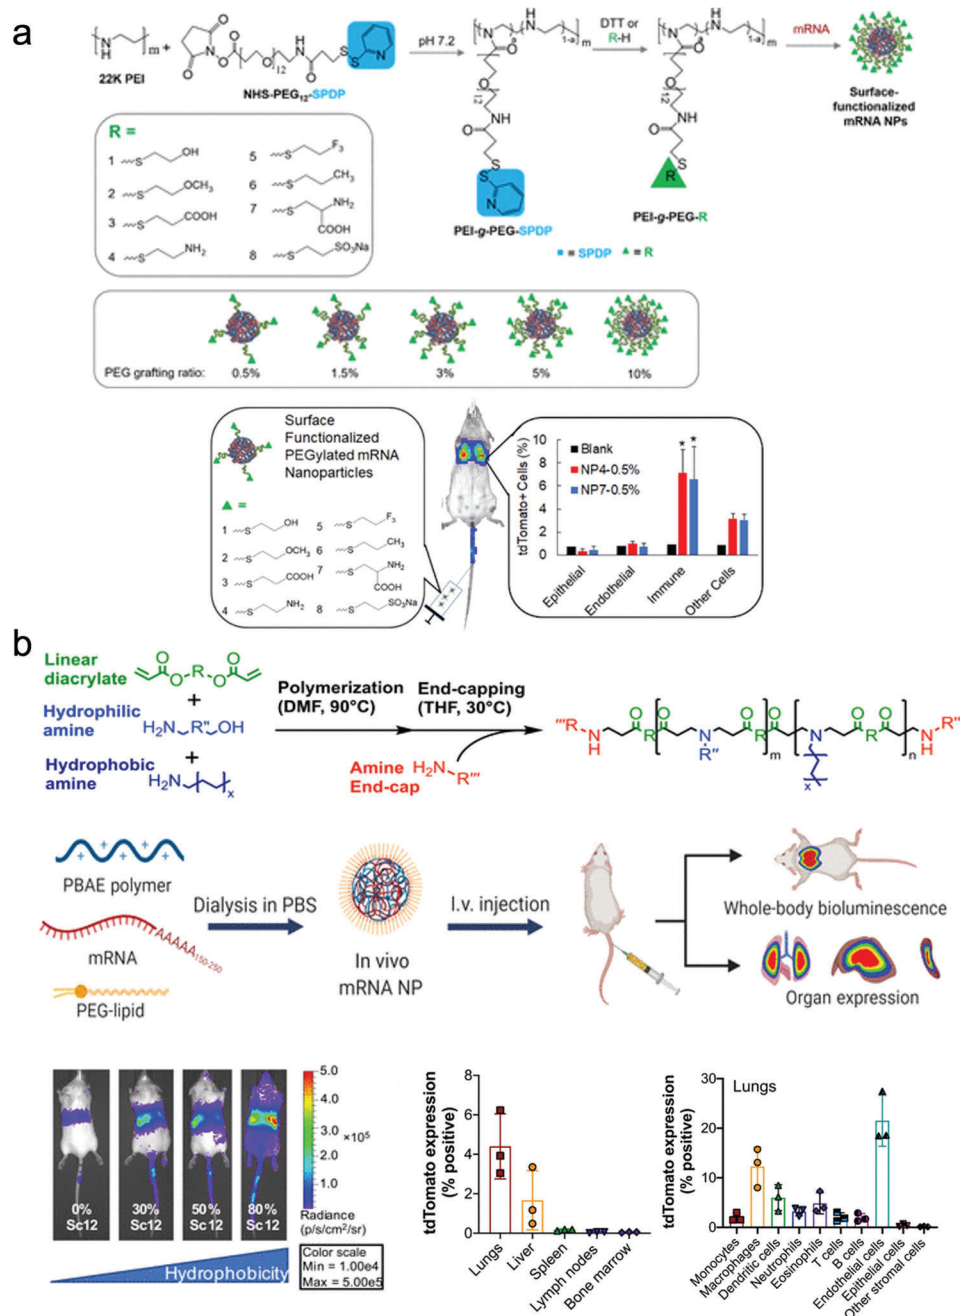 a
22K PEI
NHS-PEG12-SPDP
pH 7.2
DTT or
R-H
mRNA
PEI-g-PEG-SPDP
PEI-g-PEG-R
Surface-
functionalized
mRNA NPs
= SPDP = R
R =
1 S OH
2 S OCH3
3 S COOH
4 S NH2
5 S F3
6 S CH3
7 S NH2
COOH
8 S SO3Na
PEG grafting ratio: 0.5% 1.5% 3% 5% 10%
Surface
Functionalized
PEGylated mRNA
Nanoparticles
=
1 S OH
2 S OCH3
3 S COOH
4 S NH2
5 S F3
6 S CH3
7 S NH2
COOH
8 S SO3Na
tdTomato+ Cells (%)
10
8
6
4
2
0
Blank
NP4-0.5%
NP7-0.5%
* *
Epithelial
Endothelial
Immune
Other Cells
b
Linear
diacrylate
+
Hydrophilic
amine
H2N R'' OH
+
Hydrophobic
amine
H2N x
Polymerization
(DMF, 90°C)
End-capping
(THF, 30°C)
Amine
End-cap
H2N R'''
PBAE polymer
mRNA
AAAAA150-250
PEG-lipid
Dialysis in PBS
In vivo
mRNA NP
I.v. injection
Whole-body bioluminescence
Organ expression
0%
Sc12
30%
Sc12
50%
Sc12
80%
Sc12
5.0
4.0
3.0
2.0
1.0
×10⁵
Radiance
(p/s/cm²/sr)
Color scale
Min = 1.00e4
Max = 5.00e5
Hydrophobicity
tdTomato expression
(% positive)
8
6
4
2
0
Lungs
Liver
Spleen
Lymph nodes
Bone marrow
tdTomato expression
(% positive)
Lungs
30
20
10
0
Monocytes
Macrophages
Dendritic cells
Neutrophils
Eosinophils
T cells
B cells
Endothelial cells
Epithelial cells
Other stromal cells